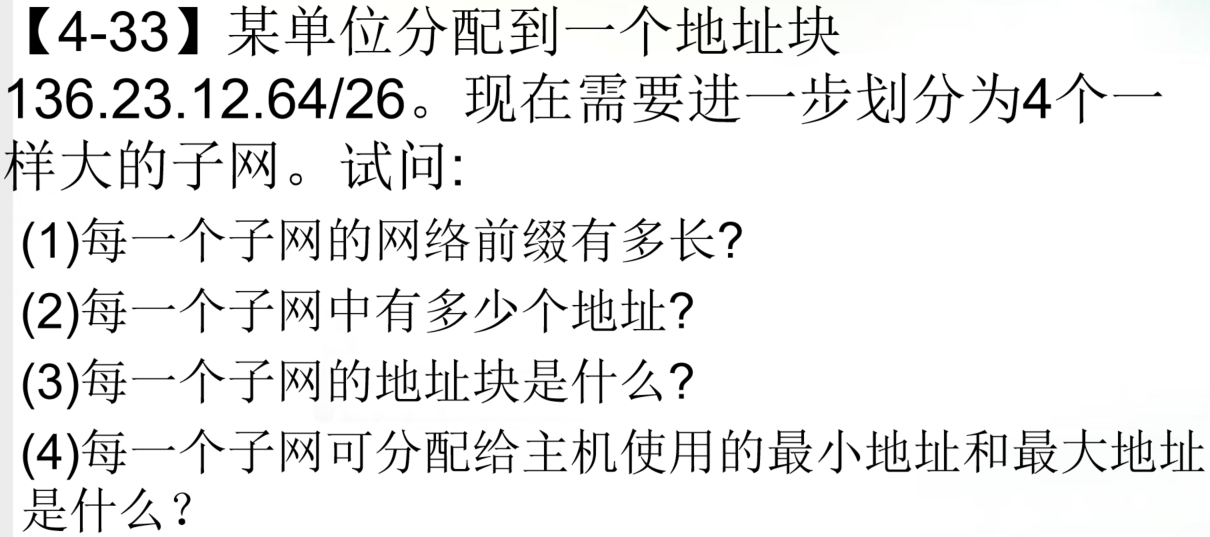 【4-33】某单位分配到一个地址块
136.23.12.64/26。现在需要进一步划分为4个一
样大的子网。试问:
(1)每一个子网的网络前缀有多长?
(2)每一个子网中有多少个地址?
(3)每一个子网的地址块是什么?
(4)每一个子网可分配给主机使用的最小地址和最大地址
是什么？